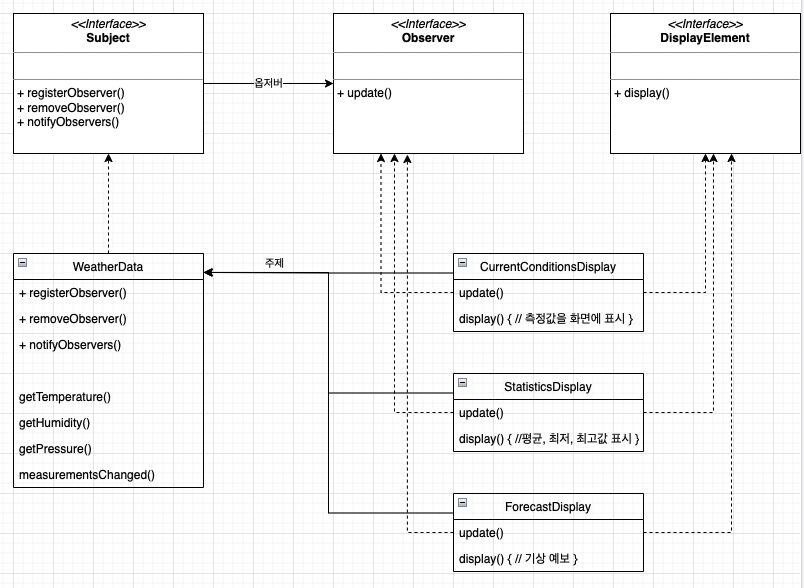 <<Interface>>
Subject
+ registerObserver()
+ removeObserver()
+ notifyObservers()
옵저버
<<Interface>>
Observer
+ update()
<<Interface>>
DisplayElement
+ display()
WeatherData
+ registerObserver()
+ removeObserver()
+ notifyObservers()
getTemperature()
getHumidity()
getPressure()
measurementsChanged()
주제
CurrentConditionsDisplay
update()
display() { // 측정값을 화면에 표시 }
StatisticsDisplay
update()
display() { //평균, 최저, 최고값 표시 }
ForecastDisplay
update()
display() { // 기상 예보 }